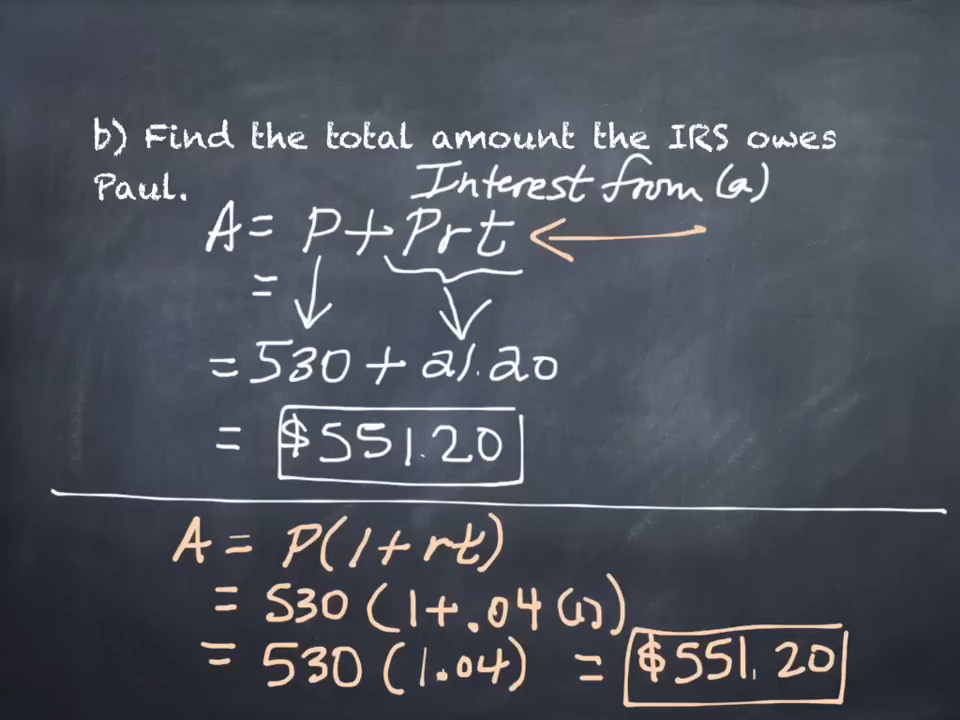 b) Find the total amount the IRS owes
Paul.
Interest from (a)
A = P + Prt
=
= 530 + 21.20
= $551.20
A = P(1 + rt)
= 530 (1 + .04 (1))
= 530 (1.04) = $551.20